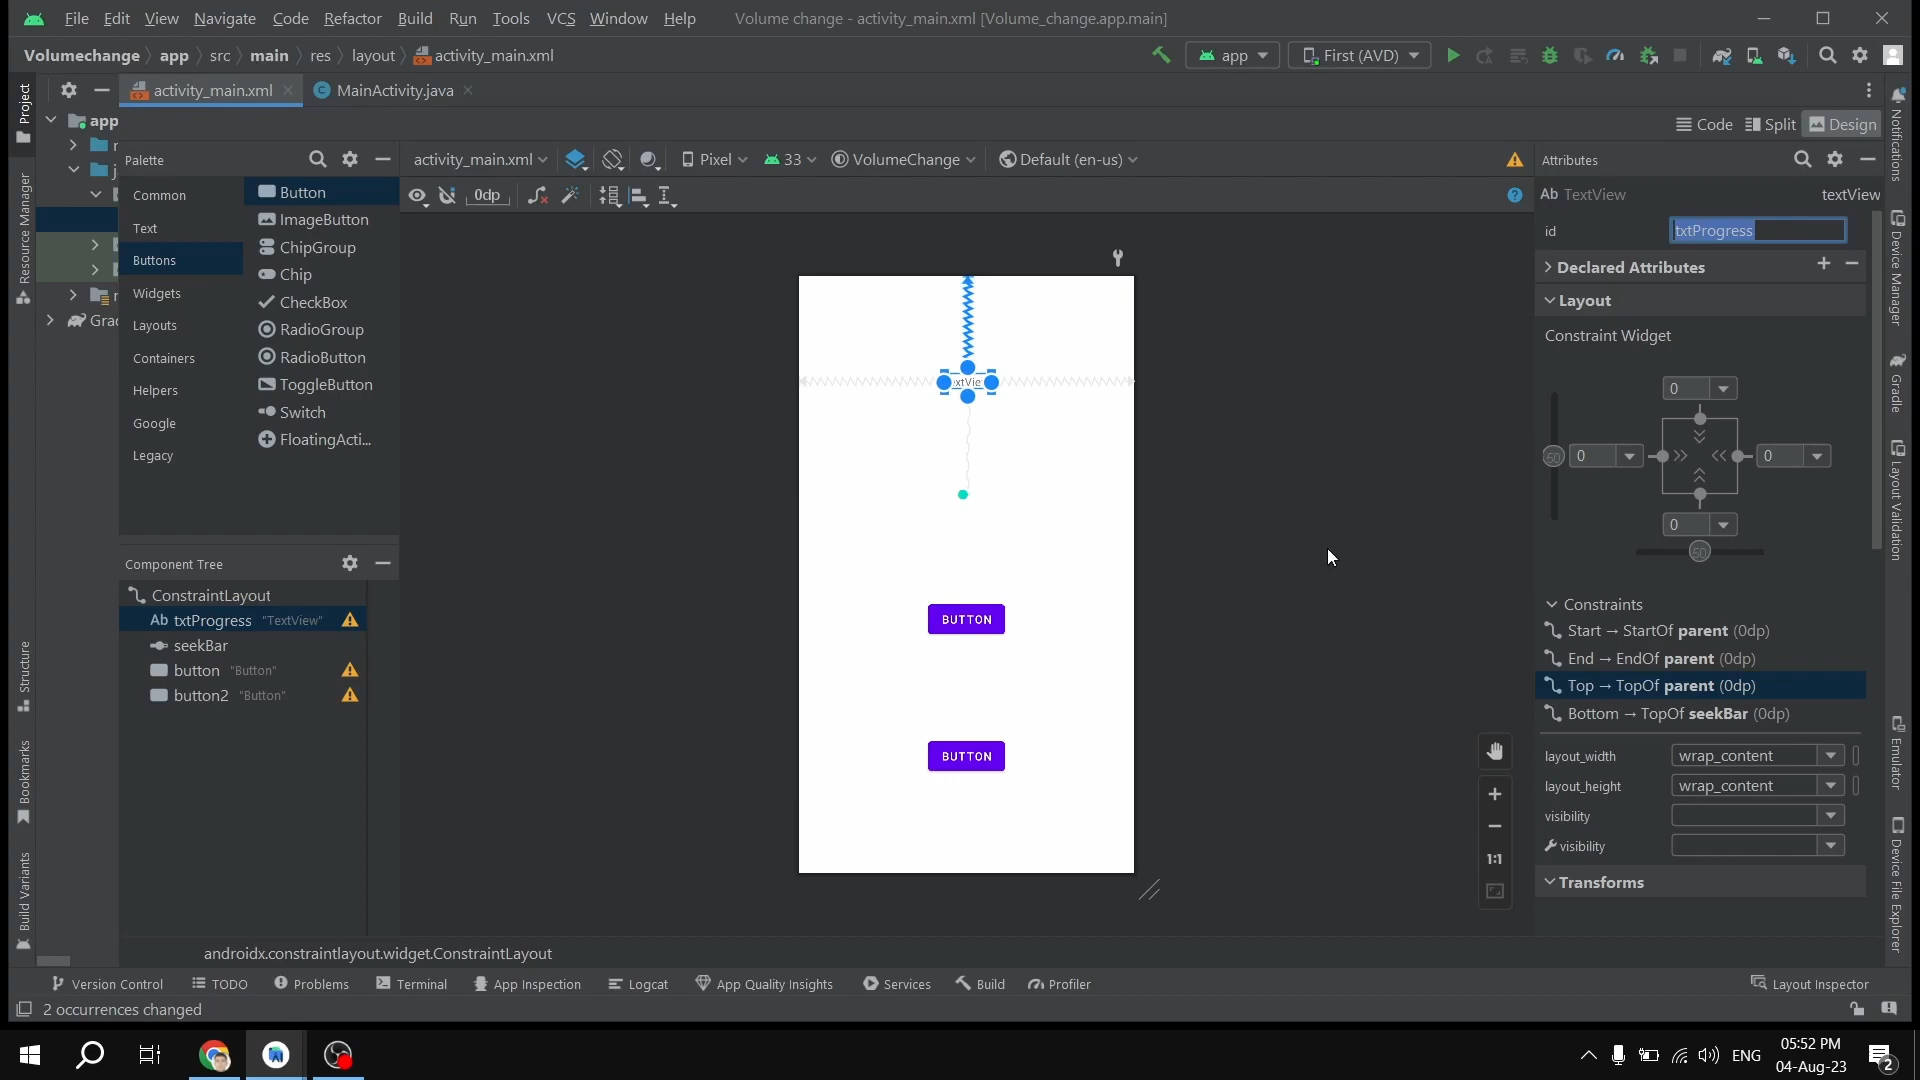 File Edit View Navigate Code Refactor Build Run Tools VCS Window Help Volume change - activity_main.xml [Volume_change.app.main]
Volumechange app src main res layout activity_main.xml app First (AVD)
activity_main.xml MainActivity.java
app
Code Split Design
Palette activity_main.xml Pixel 33 VolumeChange Default (en-us) Attributes
0dp
Common
Text
Buttons
Widgets
Layouts
Containers
Helpers
Google
Legacy
Button
ImageButton
ChipGroup
Chip
CheckBox
RadioGroup
RadioButton
ToggleButton
Switch
FloatingActi...
Grad
Component Tree
ConstraintLayout
Ab txtProgress "TextView"
seekBar
button "Button"
button2 "Button"
extVie
BUTTON
BUTTON
1:1
Ab TextView textView
id txtProgress
Declared Attributes
Layout
Constraint Widget
0
50 0 0
0
50
Constraints
Start → StartOf parent (0dp)
End → EndOf parent (0dp)
Top → TopOf parent (0dp)
Bottom → TopOf seekBar (0dp)
layout_width wrap_content
layout_height wrap_content
visibility
visibility
Transforms
Project
Resource Manager
Structure
Bookmarks
Build Variants
Notifications
Device Manager
Gradle
Layout Validation
Emulator
Device File Explorer
androidx.constraintlayout.widget.ConstraintLayout
Version Control TODO Problems Terminal App Inspection Logcat App Quality Insights Services Build Profiler Layout Inspector
2 occurrences changed
ENG
05:52 PM
04-Aug-23
2